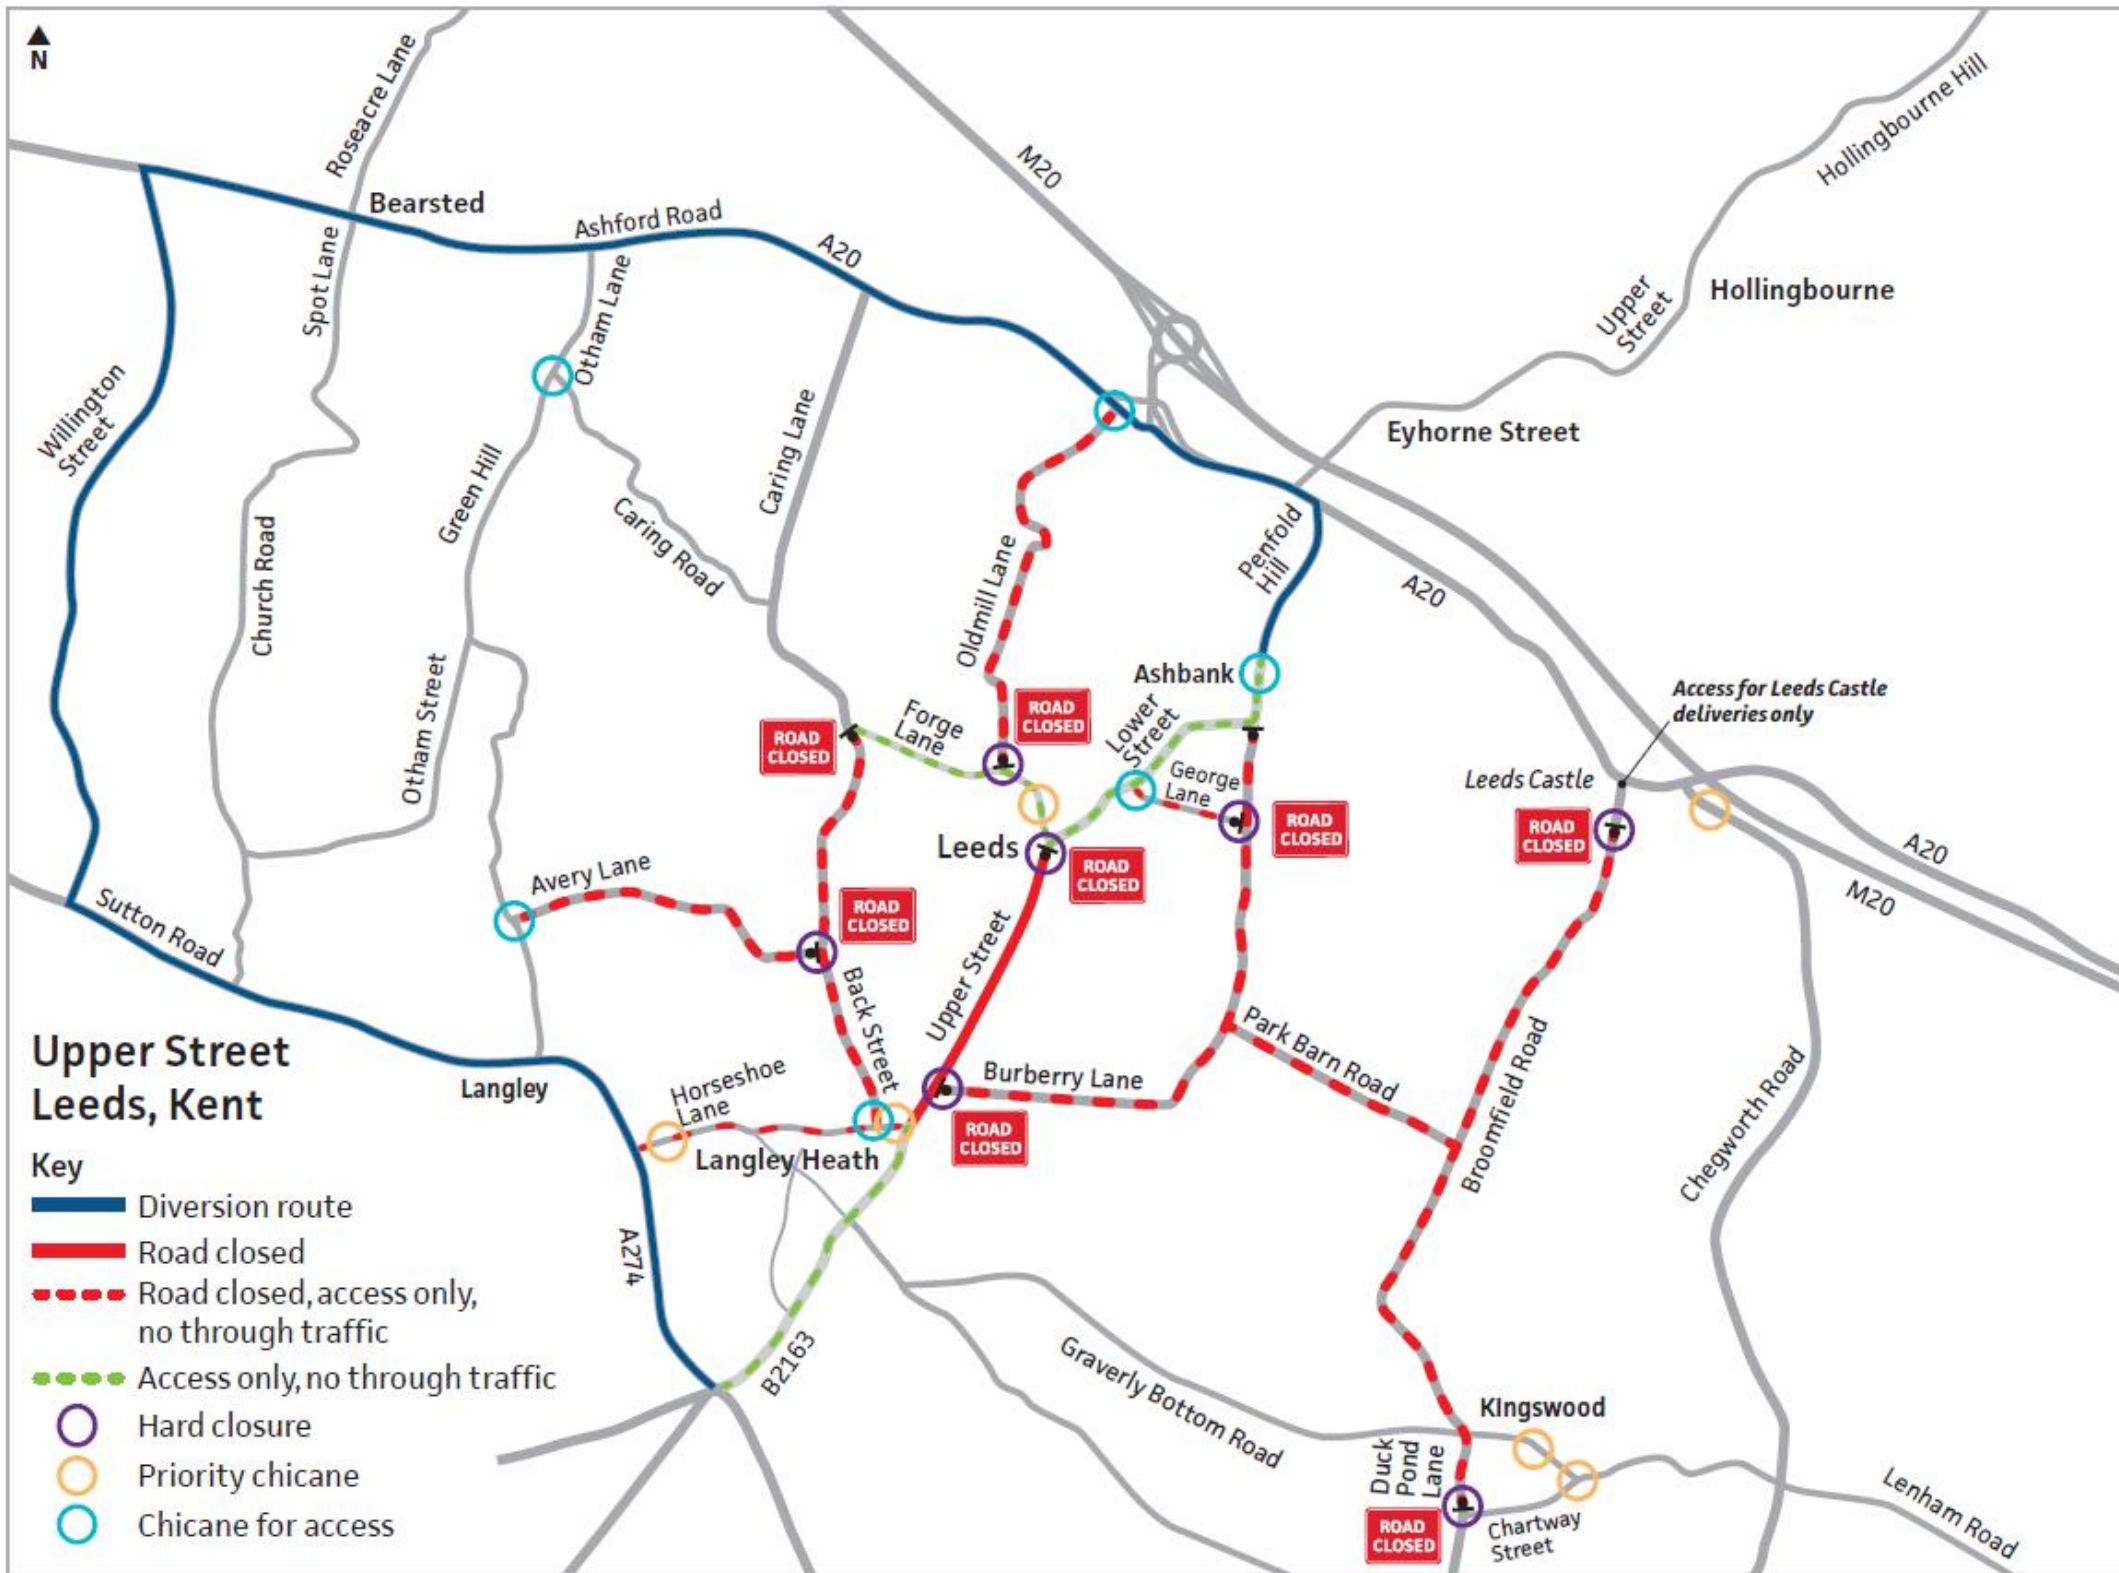 N
Roseacre Lane
M20
Hollingbourne Hill
Bearsted
Ashford Road
A20
Spot Lane
Otham Lane
Upper
Street
Hollingbourne
Willington
Street
Caring Lane
Eyhorne Street
Green Hill
Caring Road
Church Road
Oldmill Lane
Penfold
Hill
A20
Otham Street
Ashbank
Access for Leeds Castle
deliveries only
Forge
Lane
ROAD
CLOSED
Lower
Street
ROAD
CLOSED
George
Lane
Leeds Castle
ROAD
CLOSED
ROAD
CLOSED
Leeds
ROAD
CLOSED
A20
M20
Avery Lane
ROAD
CLOSED
Sutton Road
Back Street
Upper Street
Park Barn Road
Broomfield Road
Chegworth Road
Upper Street
Leeds, Kent
Langley
Horseshoe
Lane
Burberry Lane
ROAD
CLOSED
Langley Heath
Key
Diversion route
Road closed
Road closed, access only,
no through traffic
Access only, no through traffic
Hard closure
Priority chicane
Chicane for access
A274
B2163
Graverly Bottom Road
Kingswood
Duck
Pond
Lane
ROAD
CLOSED
Chartway
Street
Lenham Road